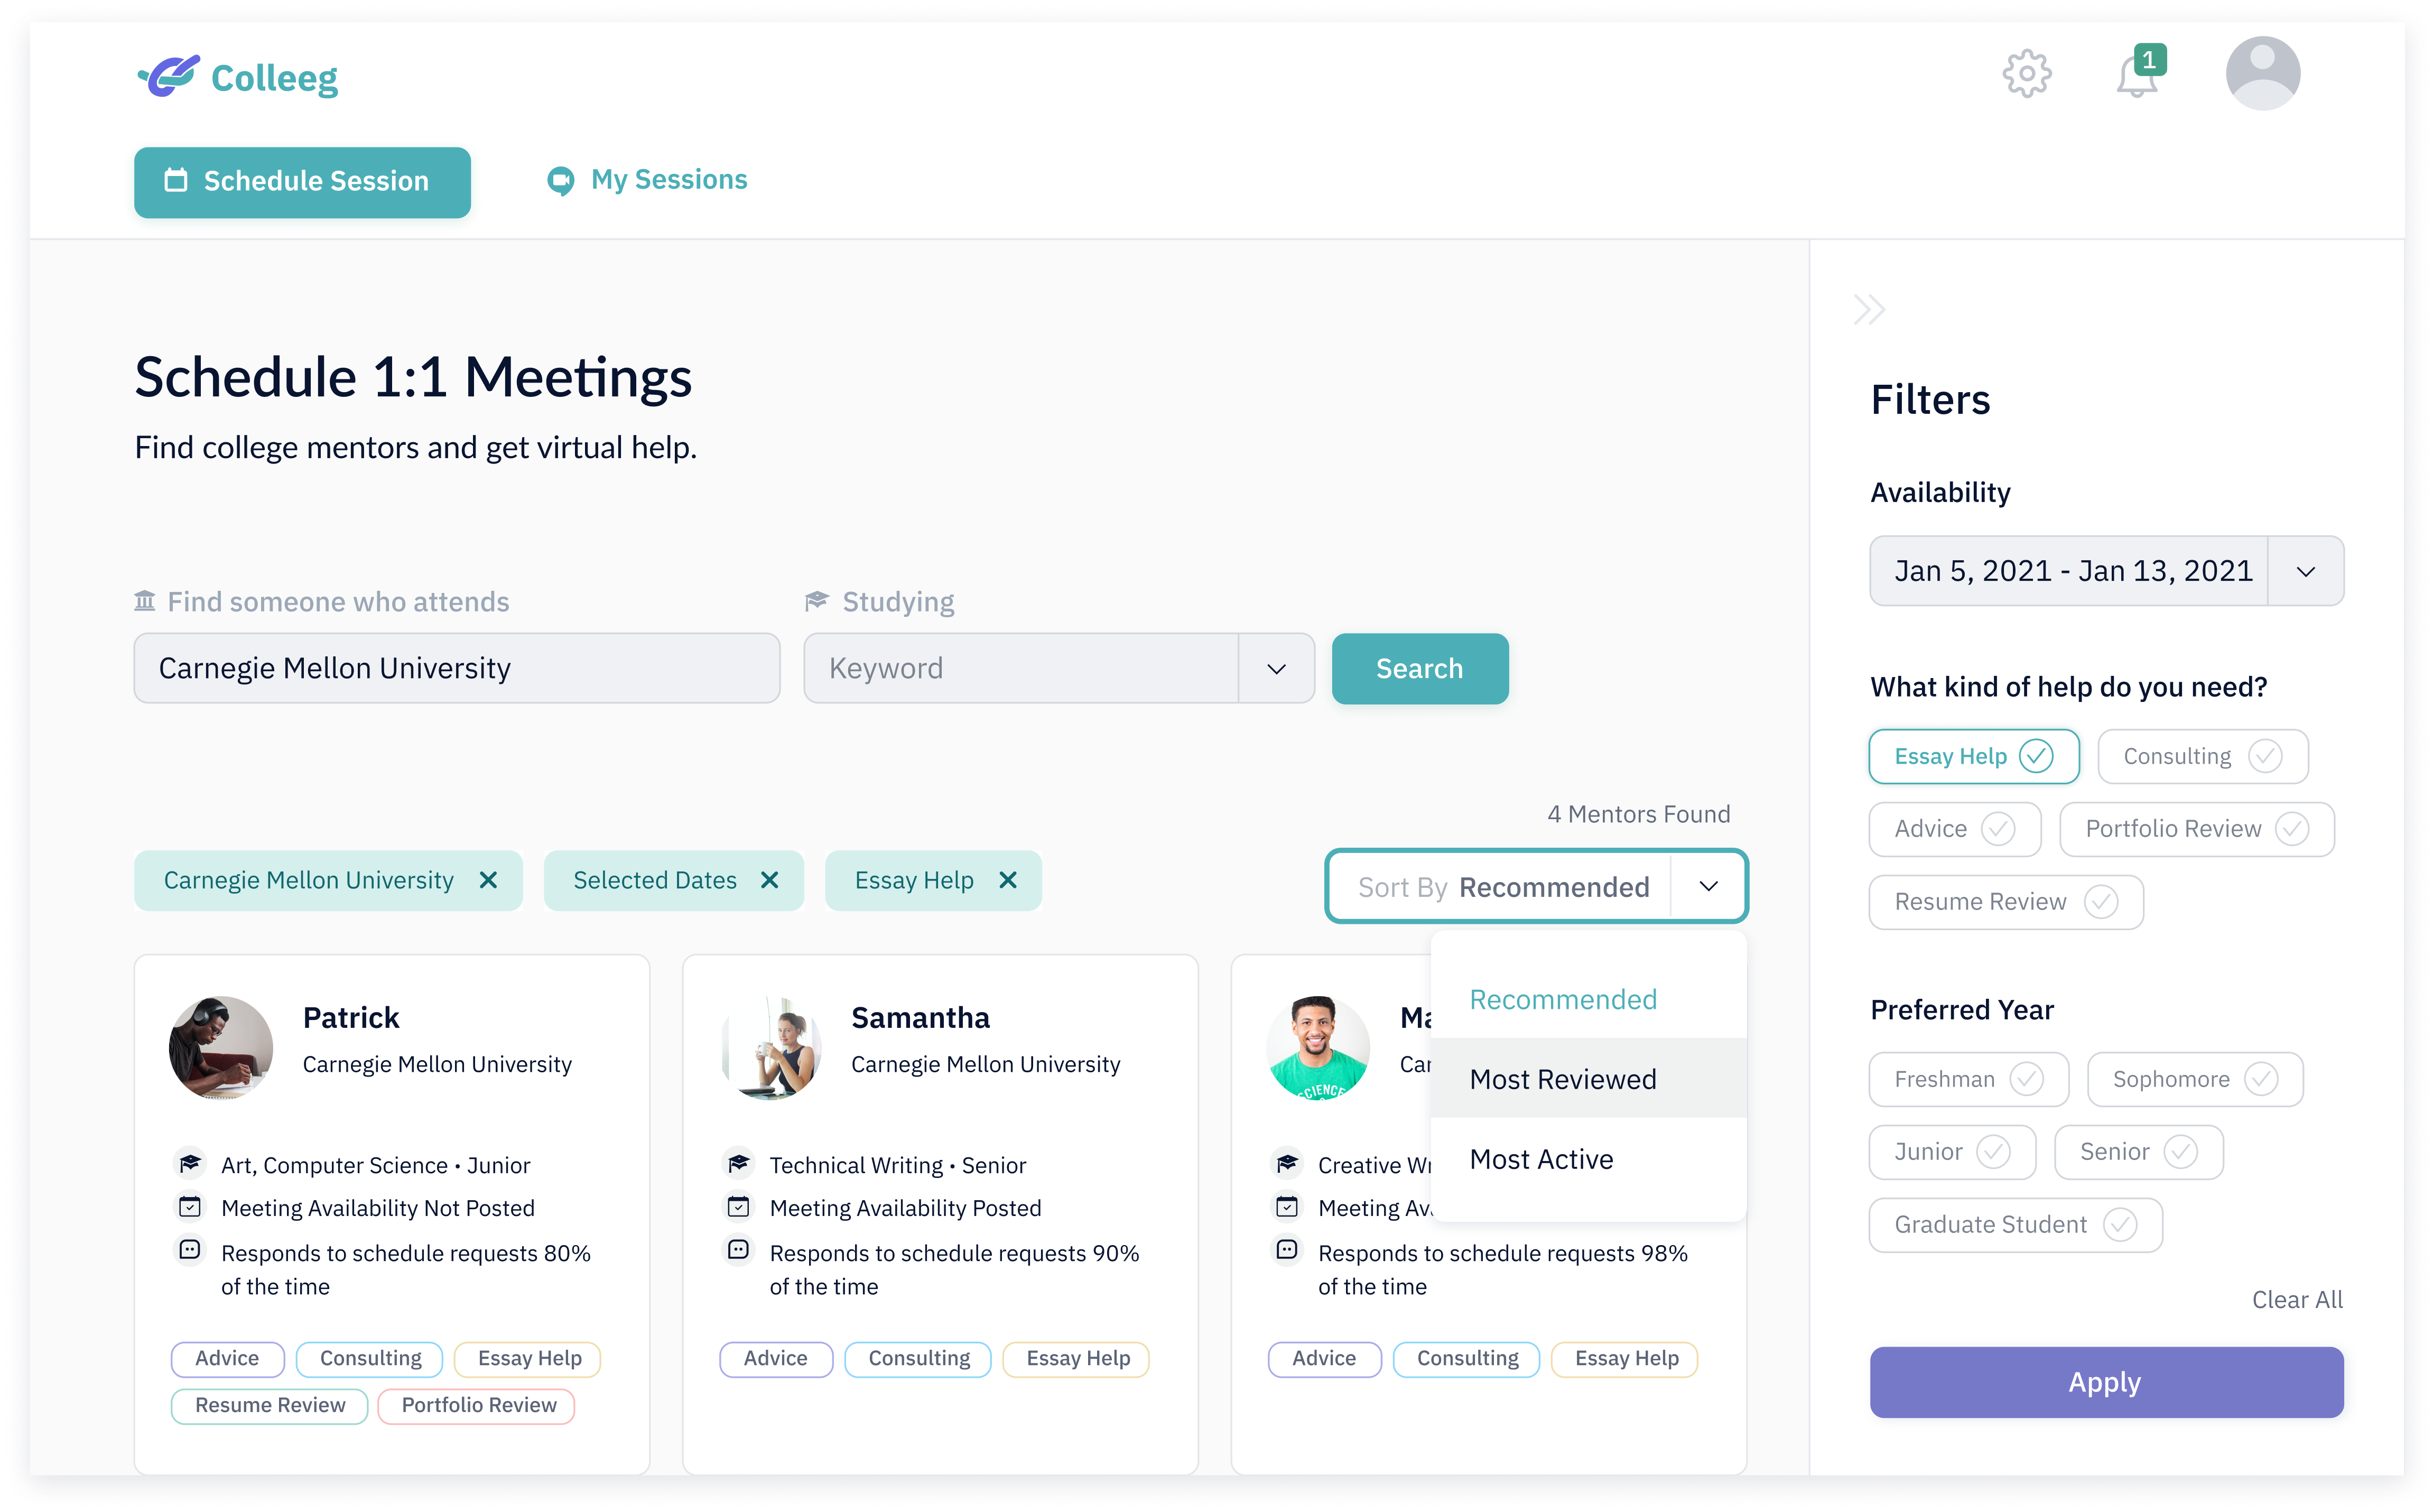 Colleeg
1
Schedule Session
My Sessions
Schedule 1:1 Meetings
Find college mentors and get virtual help.
Find someone who attends
Studying
Carnegie Mellon University
Keyword
Search
4 Mentors Found
Carnegie Mellon University
Selected Dates
Essay Help
Sort By Recommended
Recommended
Most Reviewed
Most Active
Patrick
Carnegie Mellon University
Art, Computer Science • Junior
Meeting Availability Not Posted
Responds to schedule requests 80%
of the time
Advice Consulting Essay Help
Resume Review Portfolio Review
Samantha
Carnegie Mellon University
Technical Writing • Senior
Meeting Availability Posted
Responds to schedule requests 90%
of the time
Advice Consulting Essay Help
Creative
Meeting
Responds to schedule requests 98%
of the time
Advice Consulting Essay Help
Filters
Availability
Jan 5, 2021 - Jan 13, 2021
What kind of help do you need?
Essay Help Consulting
Advice Portfolio Review
Resume Review
Preferred Year
Freshman Sophomore
Junior Senior
Graduate Student
Clear All
Apply